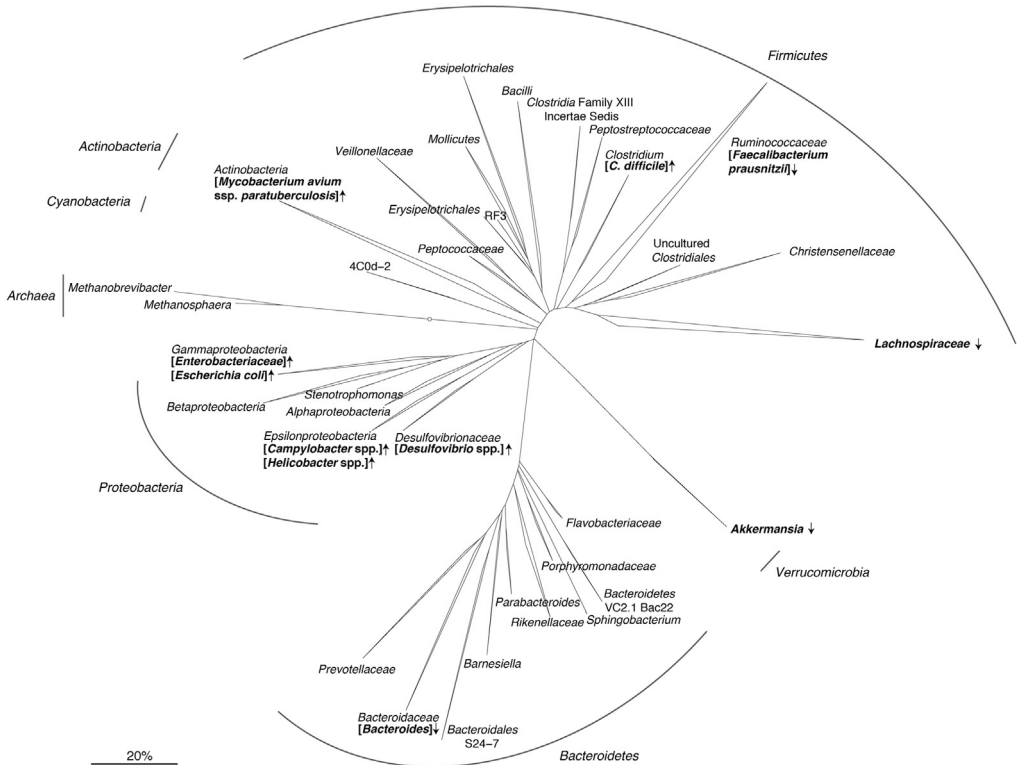 Firmicutes
Erysipelotrichales
Bacilli
Clostridia Family XIII
Incertae Sedis
Peptostreptococcaceae
Mollicutes
Veillonellaceae
Clostridium
[C. difficile]↑
Ruminococcaceae
[Faecalibacterium
prausnitzii]↓
Actinobacteria
Actinobacteria
[Mycobacterium avium
ssp. paratuberculosis]↑
Cyanobacteria
Erysipelotrichales
RF3
Peptococcaceae
4C0d−2
Uncultured
Clostridiales
Christensenellaceae
Archaea
Methanobrevibacter
Methanosphaera
Lachnospiraceae ↓
Gammaproteobacteria
[Enterobacteriaceae]↑
[Escherichia coli]↑
Stenotrophomonas
Betaproteobacteria
Alphaproteobacteria
Epsilonproteobacteria
[Campylobacter spp.]↑
[Helicobacter spp.]↑
Desulfovibrionaceae
[Desulfovibrio spp.]↑
Proteobacteria
Akkermansia ↓
Verrucomicrobia
Flavobacteriaceae
Porphyromonadaceae
Bacteroidetes
VC2.1 Bac22
Parabacteroides
Rikenellaceae
Sphingobacterium
Prevotellaceae
Barnesiella
Bacteroidaceae
[Bacteroides]↓
Bacteroidales
S24−7
Bacteroidetes
20%